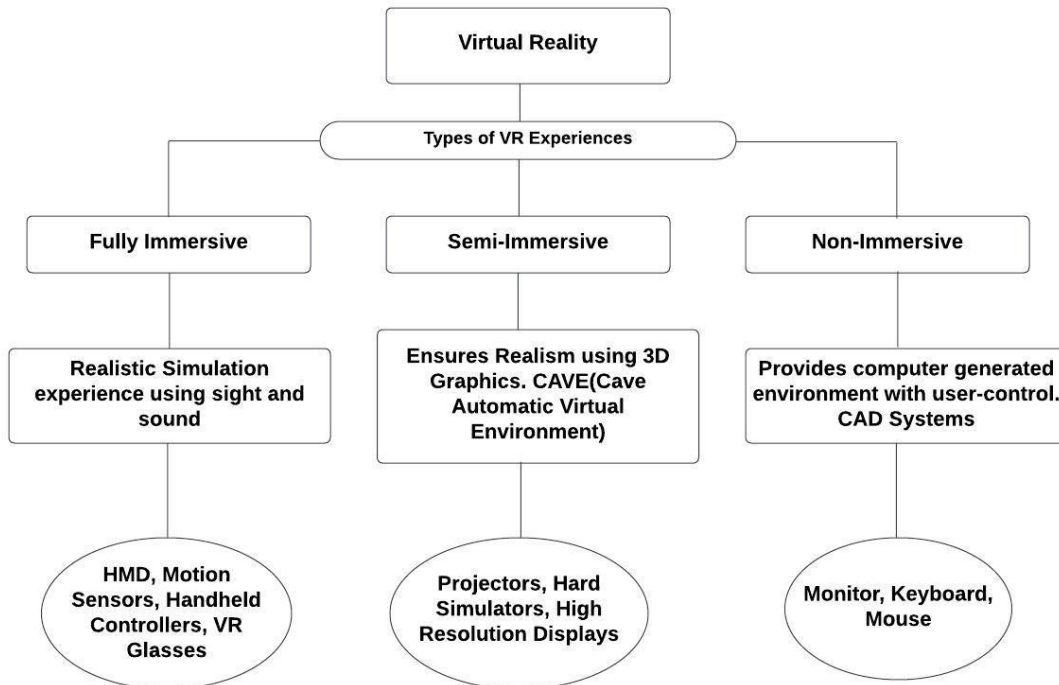 Virtual Reality
Types of VR Experiences
Fully Immersive
Semi-Immersive
Non-Immersive
Realistic Simulation
experience using sight and
sound
Ensures Realism using 3D
Graphics. CAVE(Cave
Automatic Virtual
Environment)
Provides computer generated
environment with user-control.
CAD Systems
HMD, Motion
Sensors, Handheld
Controllers, VR
Glasses
Projectors, Hard
Simulators, High
Resolution Displays
Monitor, Keyboard,
Mouse